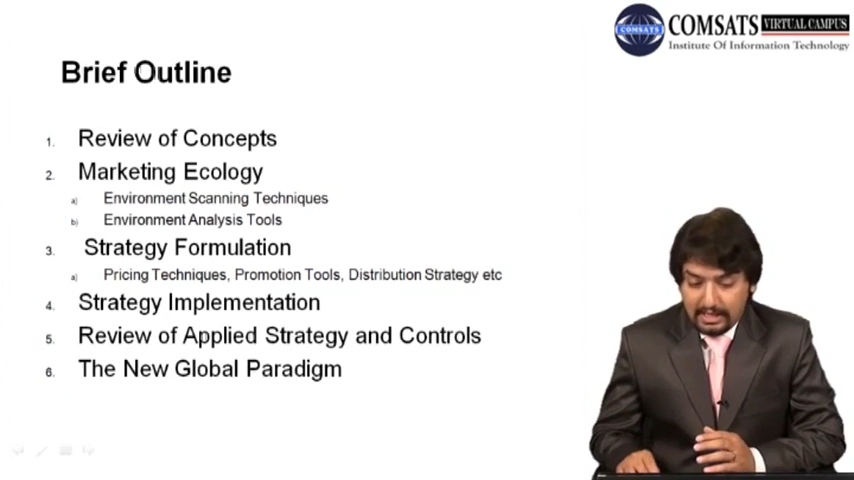 COMSATS VIRTUAL CAMPUS
COMSATS
Institute Of Information Technology
Brief Outline
1. Review of Concepts
2. Marketing Ecology
a) Environment Scanning Techniques
b) Environment Analysis Tools
3. Strategy Formulation
a) Pricing Techniques, Promotion Tools, Distribution Strategy etc
4. Strategy Implementation
5. Review of Applied Strategy and Controls
6. The New Global Paradigm